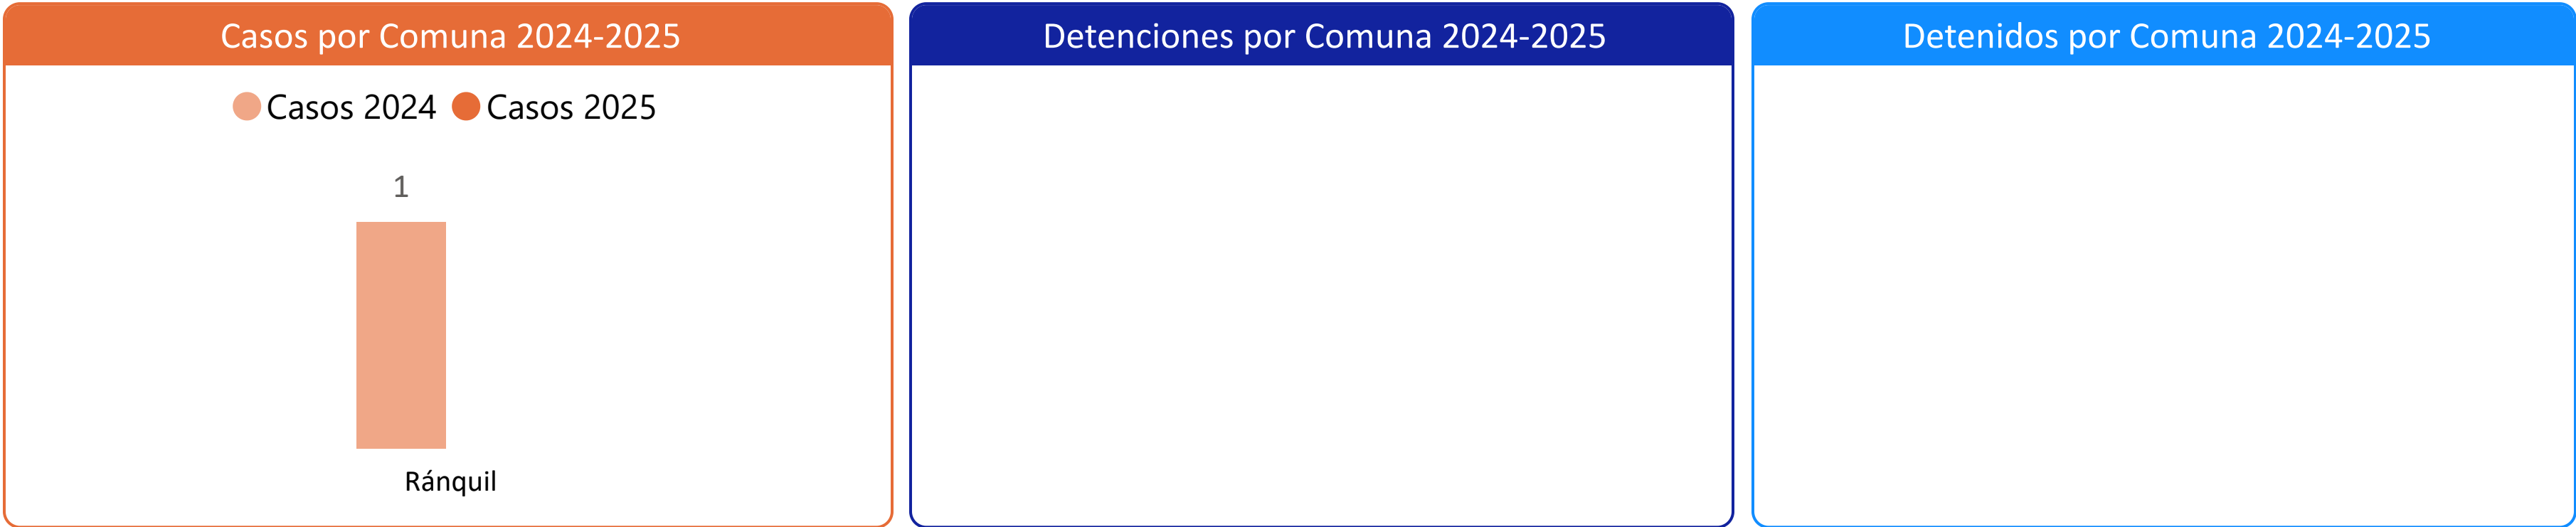 Casos por Comuna 2024-2025
Casos 2024 Casos 2025
1
Ránquil
Detenciones por Comuna 2024-2025
Detenidos por Comuna 2024-2025